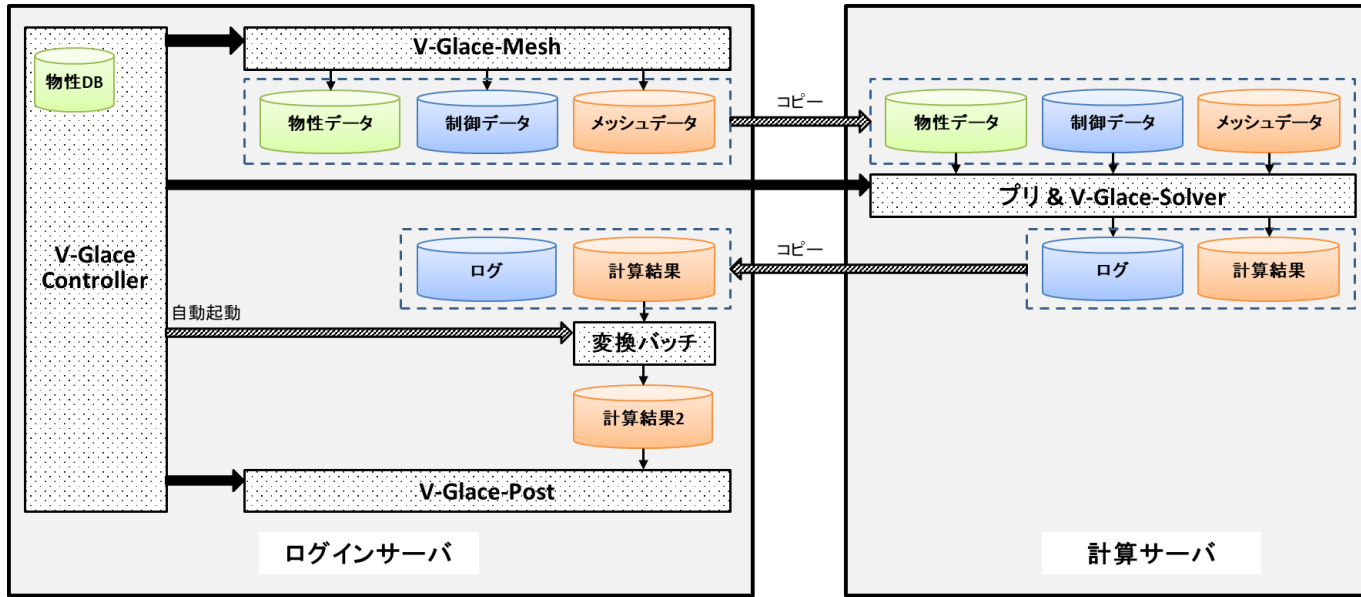 物性DB
V-Glace
Controller
V-Glace-Mesh
物性データ
制御データ
メッシュデータ
コピー
物性データ
制御データ
メッシュデータ
プリ & V-Glace-Solver
ログ
計算結果
コピー
ログ
計算結果
自動起動
変換バッチ
計算結果2
V-Glace-Post
ログインサーバ
計算サーバ